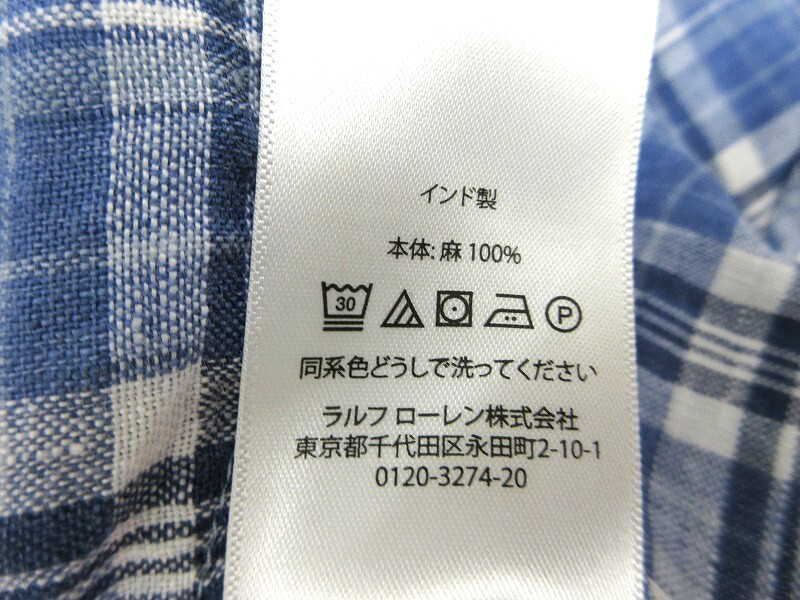 インド製
本体: 麻 100%
30 P
同系色どうしで洗ってください
ラルフ ローレン株式会社
東京都千代田区永田町2-10-1
0120-3274-20